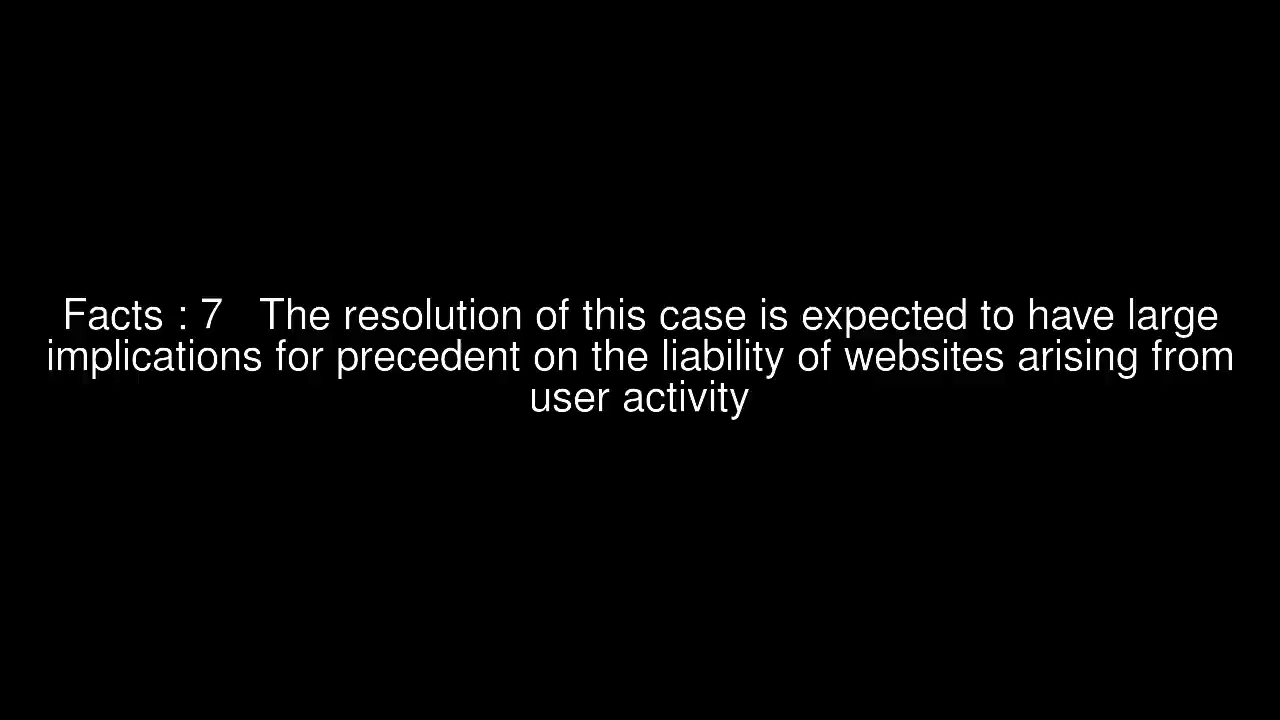 Facts : 7 The resolution of this case is expected to have large
implications for precedent on the liability of websites arising from
user activity